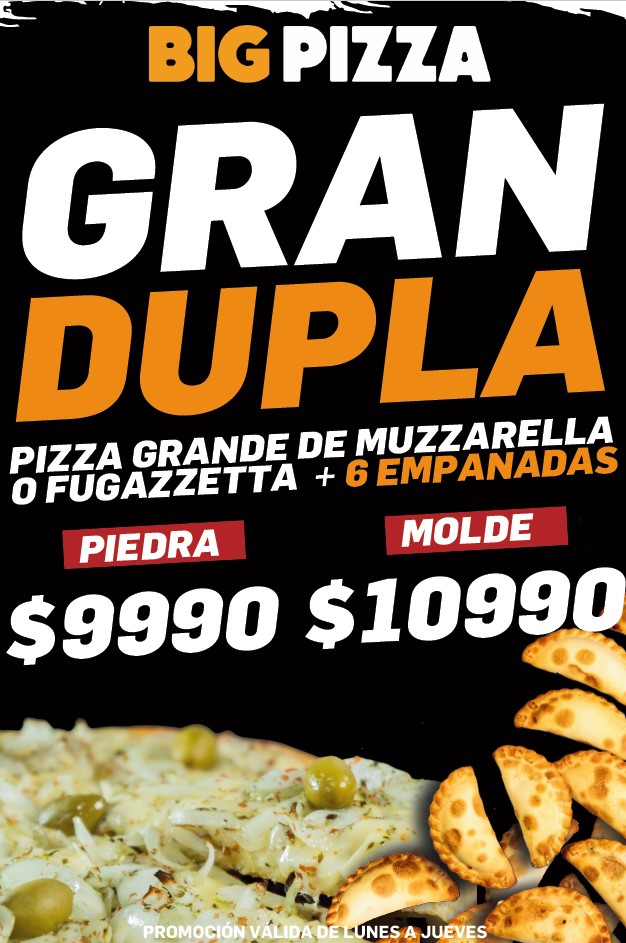 BIG PIZZA
GRAN
DUPLA
PIZZA GRANDE DE MUZZARELLA
O FUGAZZETTA + 6 EMPANADAS
PIEDRA MOLDE
$9990 $10990
PROMOCIÓN VÁLIDA DE LUNES A JUEVES